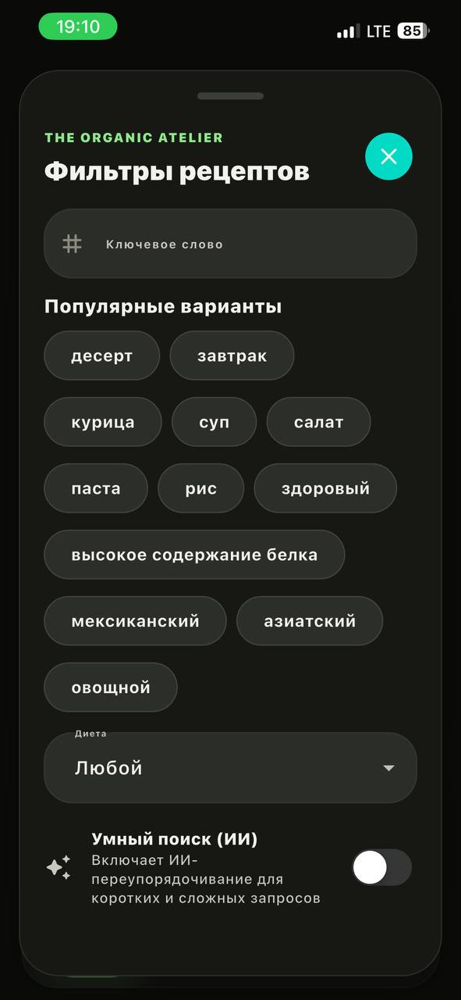 19:10
LTE 85
THE ORGANIC ATELIER
Фильтры рецептов
Ключевое слово
Популярные варианты
десерт завтрак
курица суп салат
паста рис здоровый
высокое содержание белка
мексиканский азиатский
овощной
Диета
Любой
Умный поиск (ИИ)
Включает ИИ-
переупорядочивание для
коротких и сложных запросов